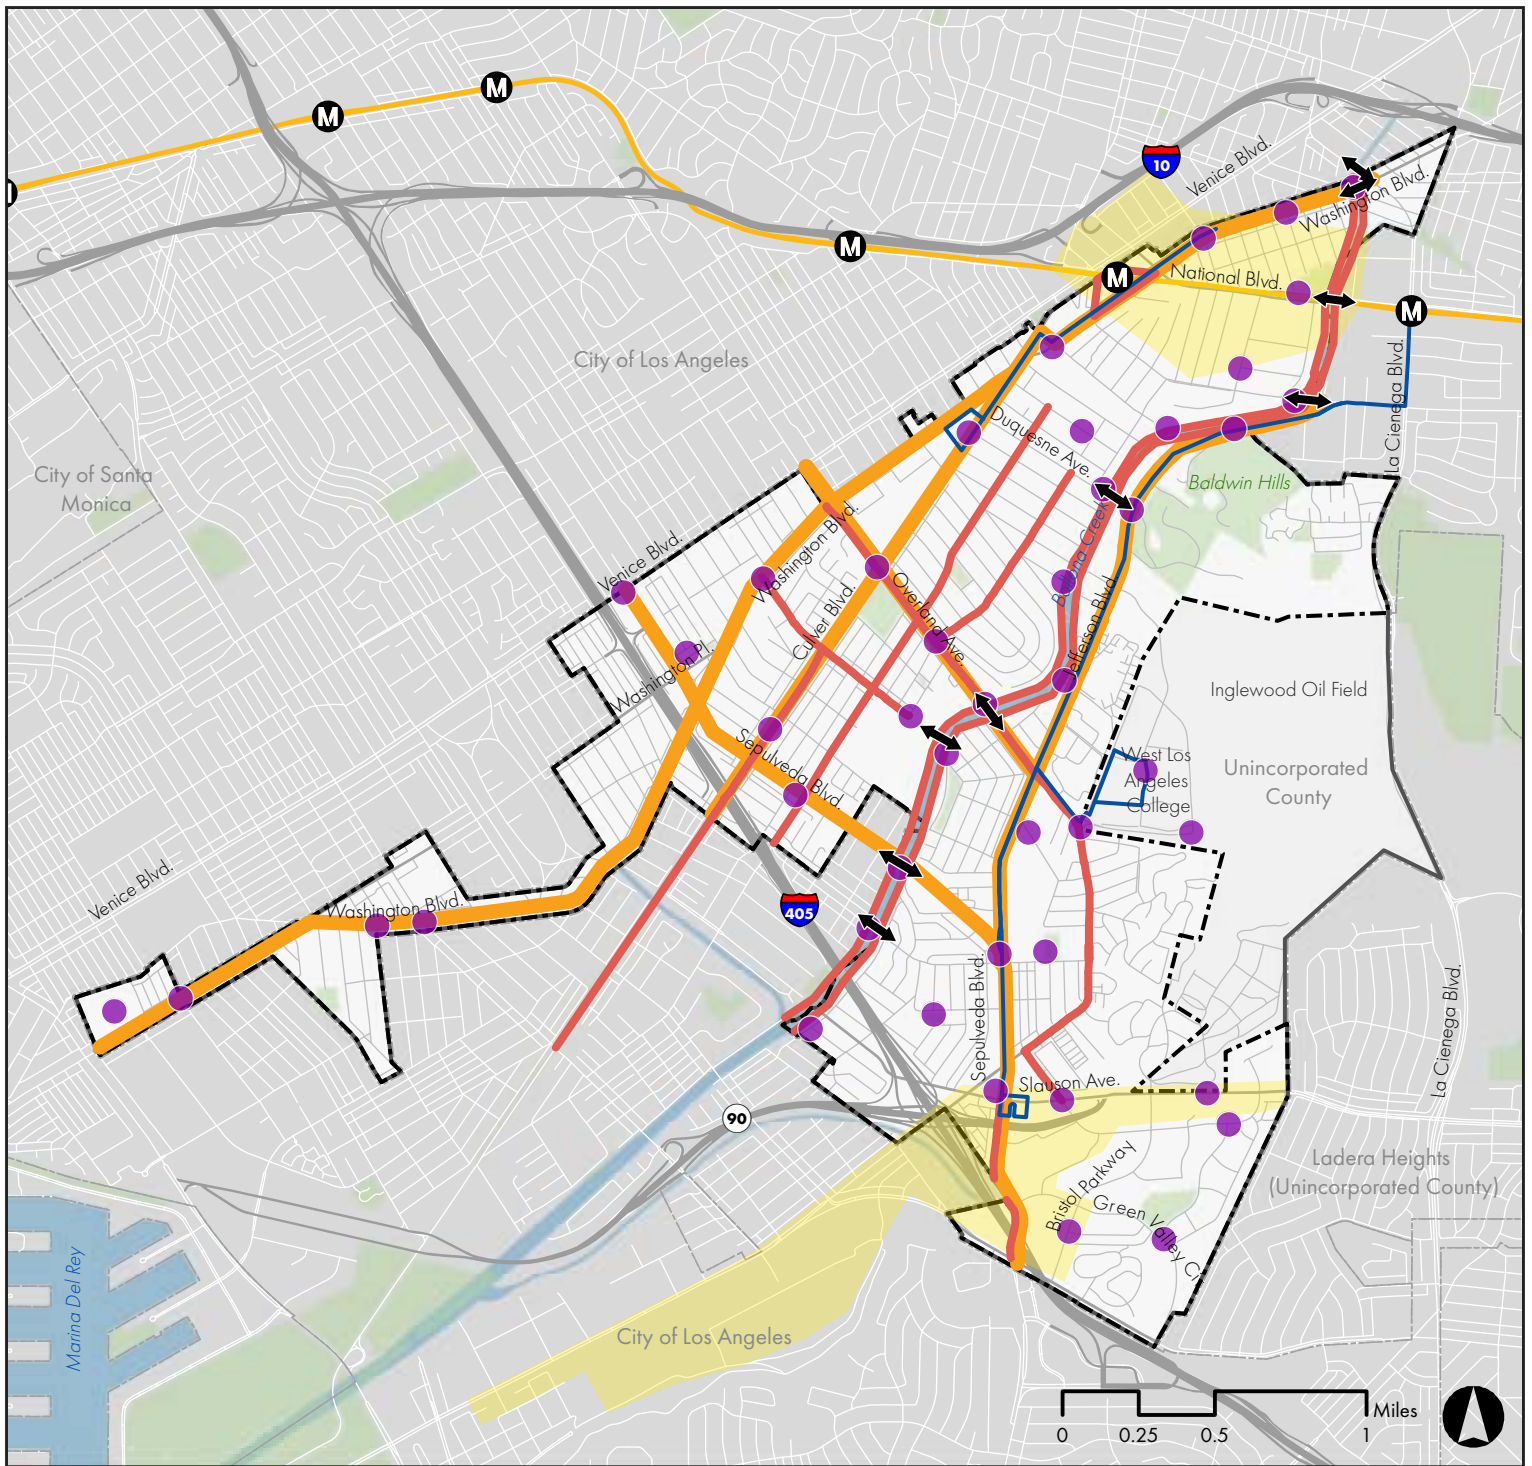 M
M
10
Venice Blvd.
Washington Blvd.
M
M
National Blvd.
M
City of Los Angeles
La Cienega Blvd.
Duquesne Ave.
City of Santa
Monica
Baldwin Hills
Ballona Creek
Venice Blvd.
Washington Blvd.
Overland Ave.
Culver Blvd.
Jefferson Blvd.
Washington Pl.
Inglewood Oil Field
Sepulveda Blvd.
West Los
Angeles
College
Unincorporated
County
Venice Blvd.
Washington Blvd.
405
Sepulveda Blvd.
La Cienega Blvd.
Slauson Ave.
90
Bristol Parkway
Green Valley Ci
Ladera Heights
(Unincorporated County)
Marina Del Rey
City of Los Angeles
Miles
0 0.25 0.5 1